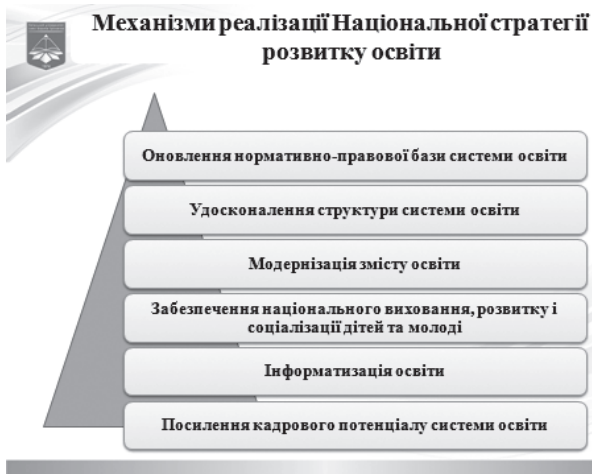 Механізми реалізації Національної стратегії
розвитку освіти
Оновлення нормативно-правової бази системи освіти
Удосконалення структури системи освіти
Модернізація змісту освіти
Забезпечення національного виховання, розвитку і
соціалізації дітей та молоді
Інформатизація освіти
Посилення кадрового потенціалу системи освіти